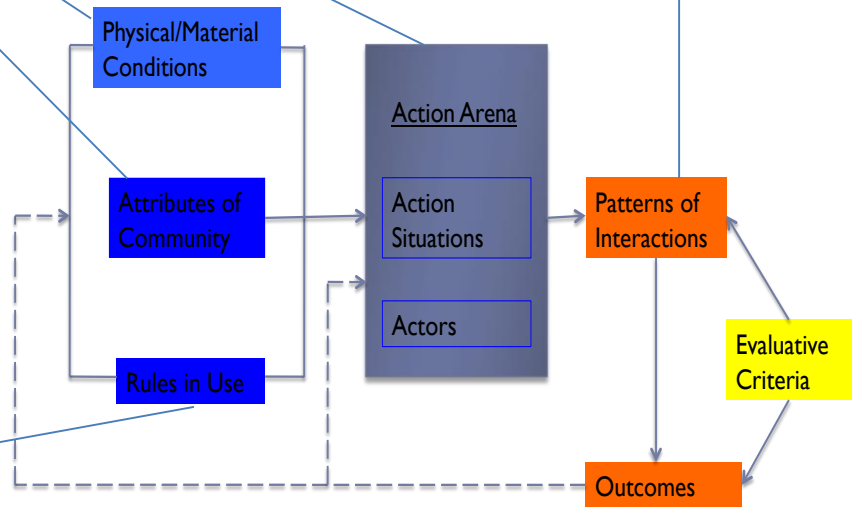 Physical/Material
Conditions
Action Arena
Attributes of
Community
Action
Situations
Patterns of
Interactions
Actors
Evaluative
Criteria
Rules in Use
Outcomes